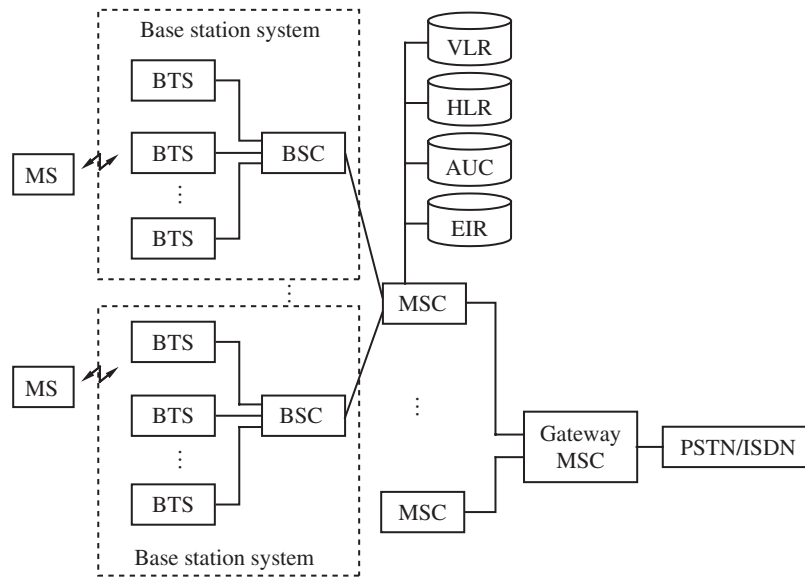 Base station system
BTS
BTS
⋮
BTS
BSC
MS
VLR
HLR
AUC
EIR
⋮
MSC
BTS
BTS
⋮
BTS
BSC
MS
Base station system
⋮
MSC
Gateway
MSC
PSTN/ISDN